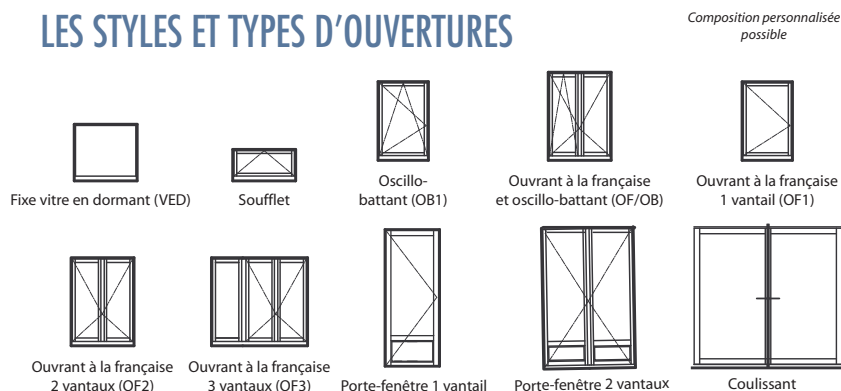 LES STYLES ET TYPES D'OUVERTURES
Composition personnalisée
possible
Fixe vitre en dormant (VED)
Soufflet
Oscillo-
battant (OB1)
Ouvrant à la française
et oscillo-battant (OF/OB)
Ouvrant à la française
1 vantail (OF1)
Ouvrant à la française
2 vantaux (OF2)
Ouvrant à la française
3 vantaux (OF3)
Porte-fenêtre 1 vantail
Porte-fenêtre 2 vantaux
Coulissant